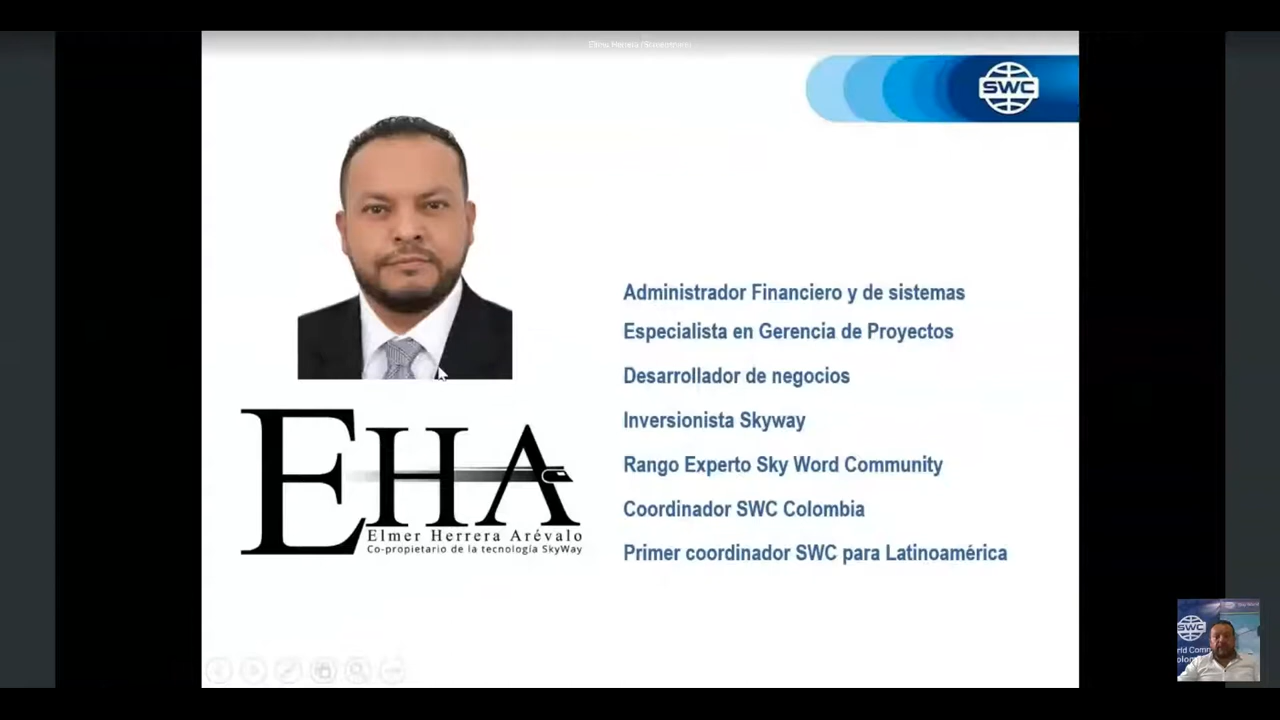 SWC
Administrador Financiero y de sistemas
Especialista en Gerencia de Proyectos
Desarrollador de negocios
Inversionista Skyway
Rango Experto Sky Word Community
Coordinador SWC Colombia
Primer coordinador SWC para Latinoamérica
EHA
Elmer Herrera Arévalo
Co-propietario de la tecnología SkyWay
SWC